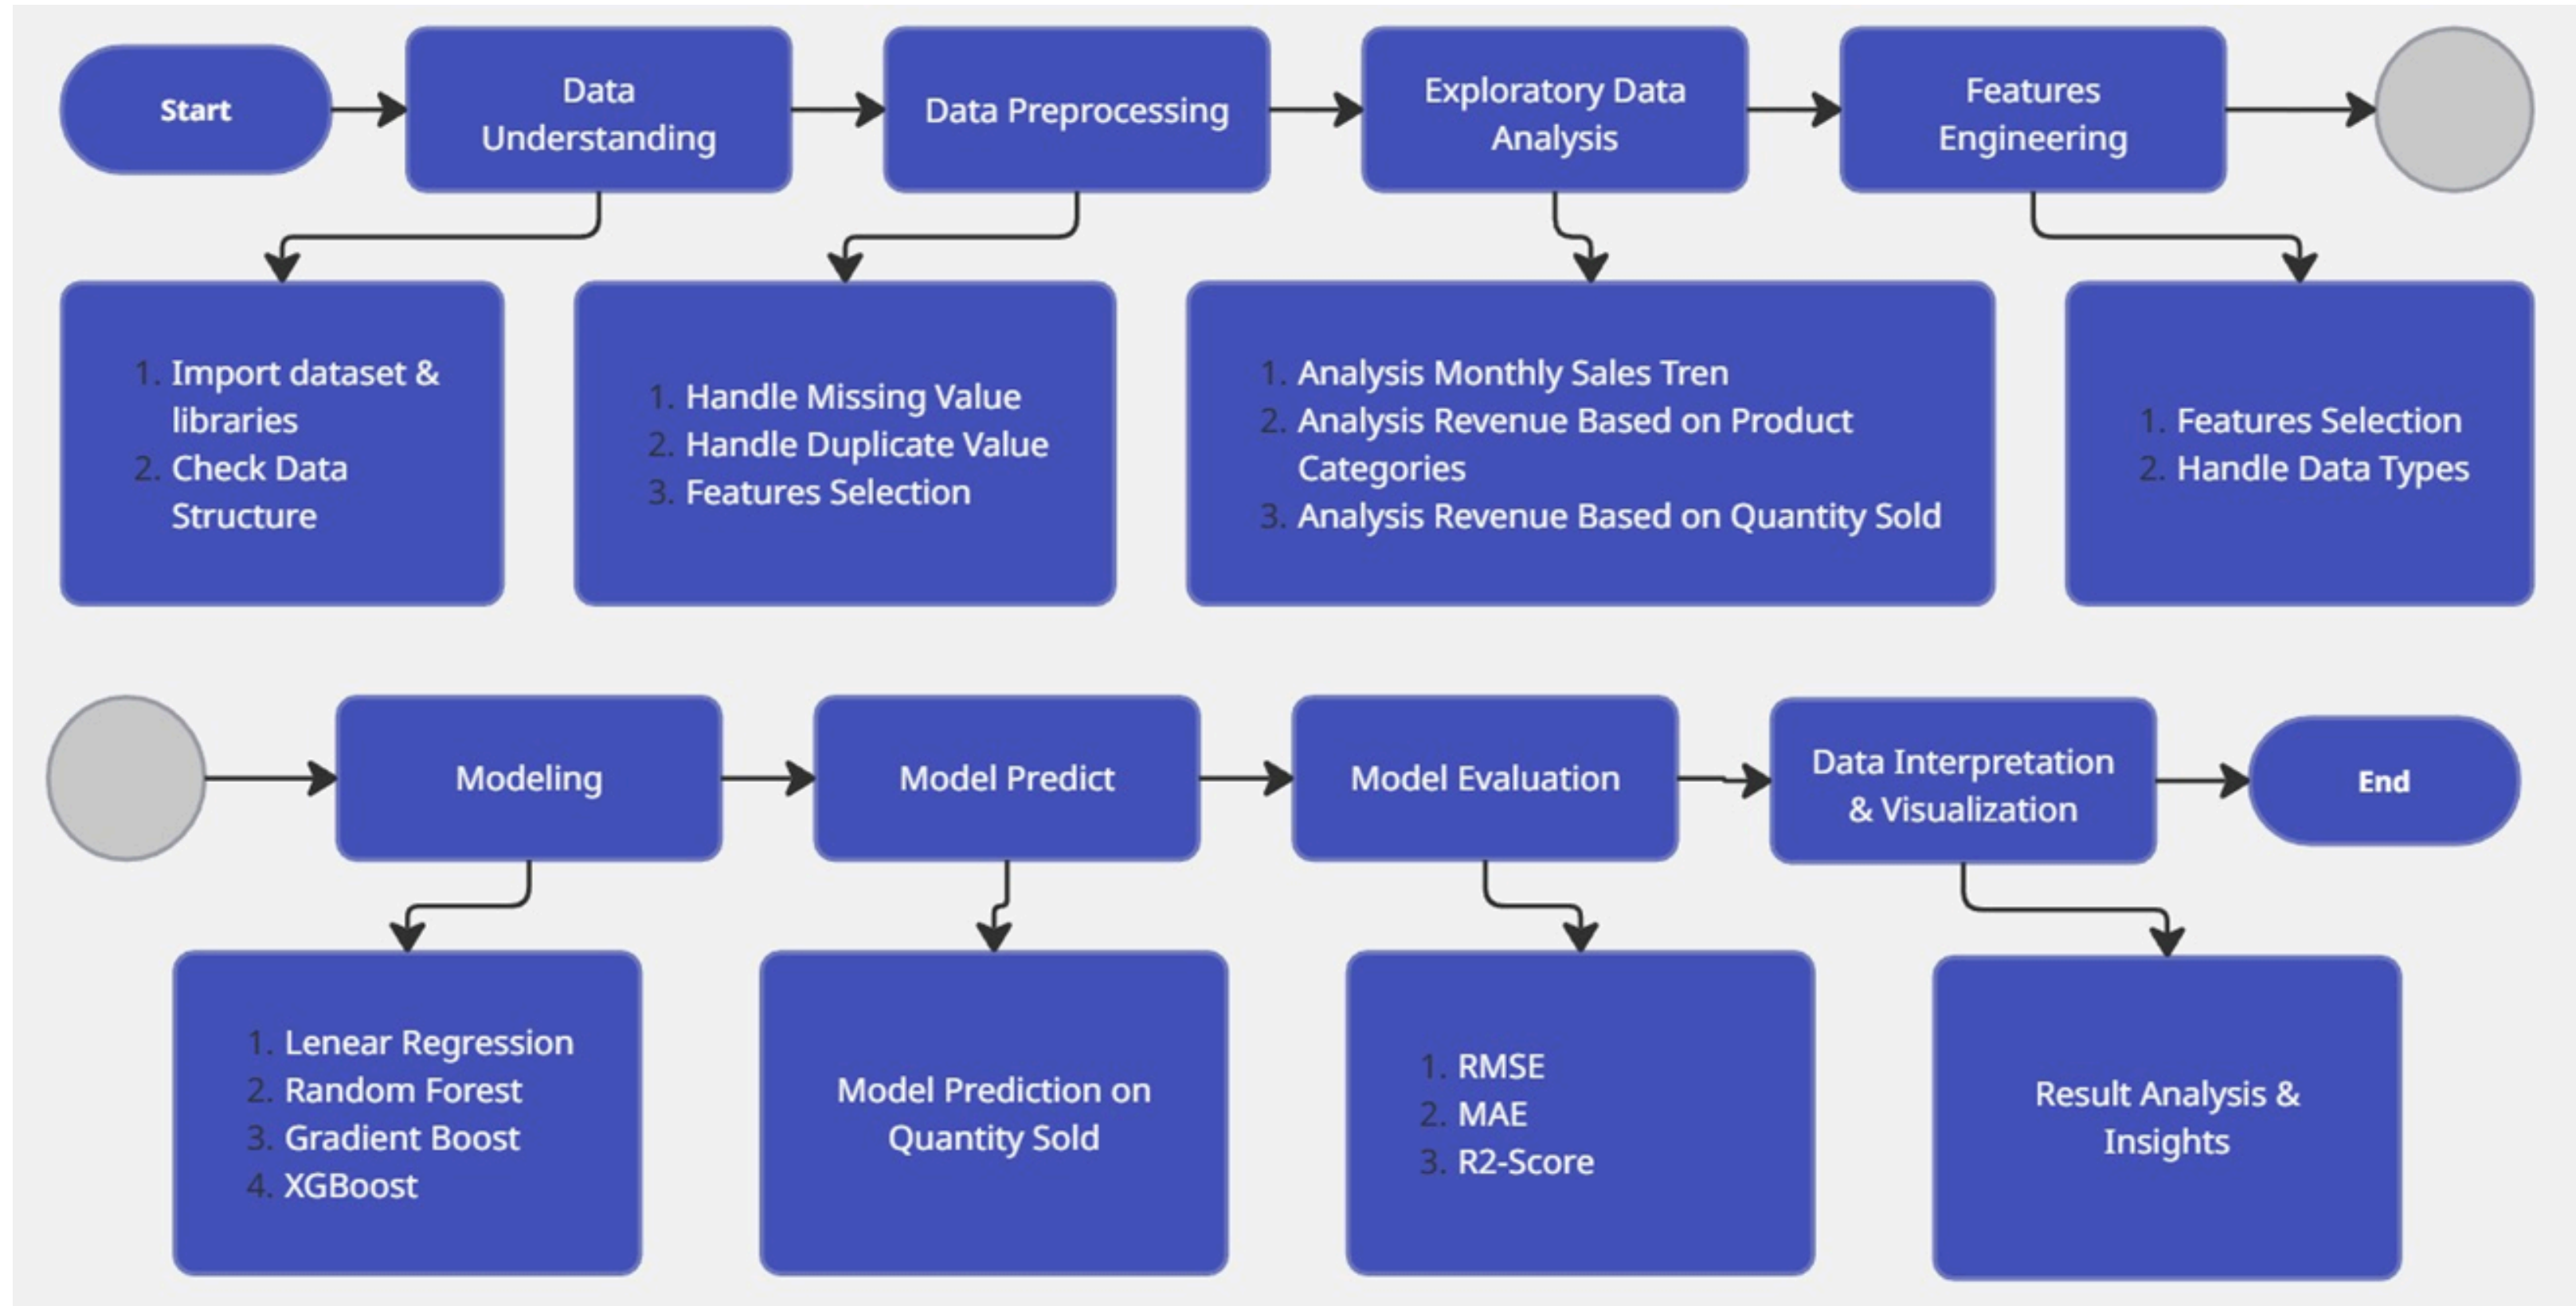 Start
Data
Understanding
Data Preprocessing
Exploratory Data
Analysis
Features
Engineering
1. Import dataset &
libraries
2. Check Data
Structure
1. Handle Missing Value
2. Handle Duplicate Value
3. Features Selection
1. Analysis Monthly Sales Tren
2. Analysis Revenue Based on Product
Categories
3. Analysis Revenue Based on Quantity Sold
1. Features Selection
2. Handle Data Types
Modeling
Model Predict
Model Evaluation
Data Interpretation
& Visualization
End
1. Lenear Regression
2. Random Forest
3. Gradient Boost
4. XGBoost
Model Prediction on
Quantity Sold
1. RMSE
2. MAE
3. R2-Score
Result Analysis &
Insights